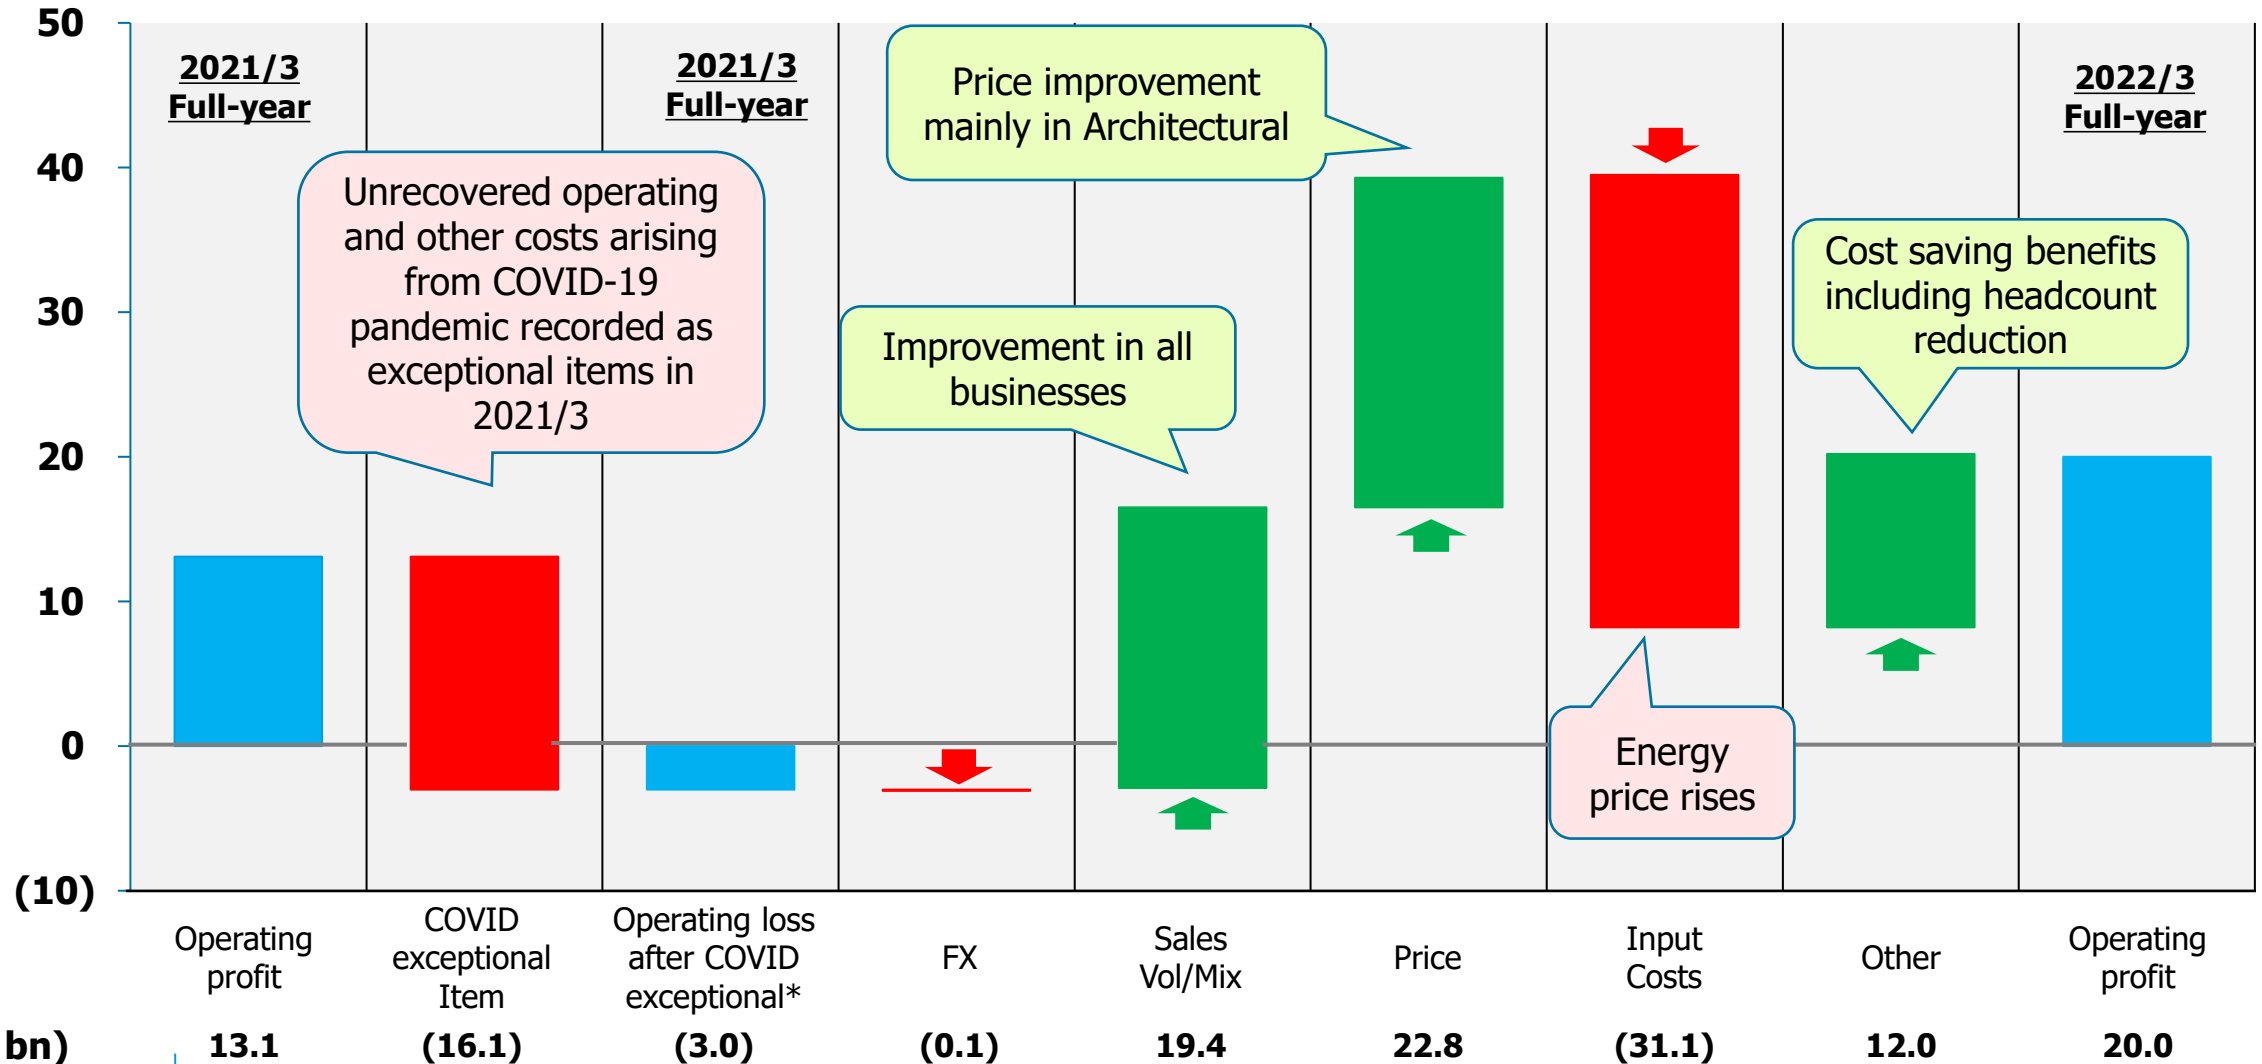 50
40
30
20
10
0
(10)
2021/3
Full-year
2021/3
Full-year
2022/3
Full-year
Unrecovered operating
and other costs arising
from COVID-19
pandemic recorded as
exceptional items in
2021/3
Improvement in all
businesses
Price improvement
mainly in Architectural
Energy
price rises
Cost saving benefits
including headcount
reduction
Operating
profit
COVID
exceptional
Item
Operating loss
after COVID
exceptional*
FX
Sales
Vol/Mix
Price
Input
Costs
Other
Operating
profit
bn) 13.1 (16.1) (3.0) (0.1) 19.4 22.8 (31.1) 12.0 20.0